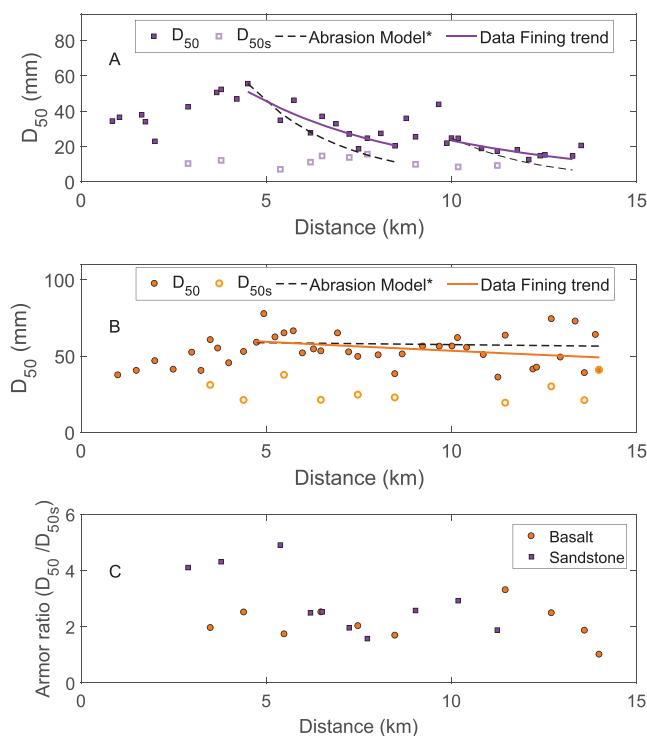 D50 D50s Abrasion Model* Data Fining trend
A
80
60
40
20
0
D50 (mm)
0 5 10 15
Distance (km)
D50 D50s Abrasion Model* Data Fining trend
B
100
50
0
D50 (mm)
0 5 10 15
Distance (km)
Basalt
Sandstone
C
6
4
2
0
Armor ratio (D50 /D50s)
0 5 10 15
Distance (km)